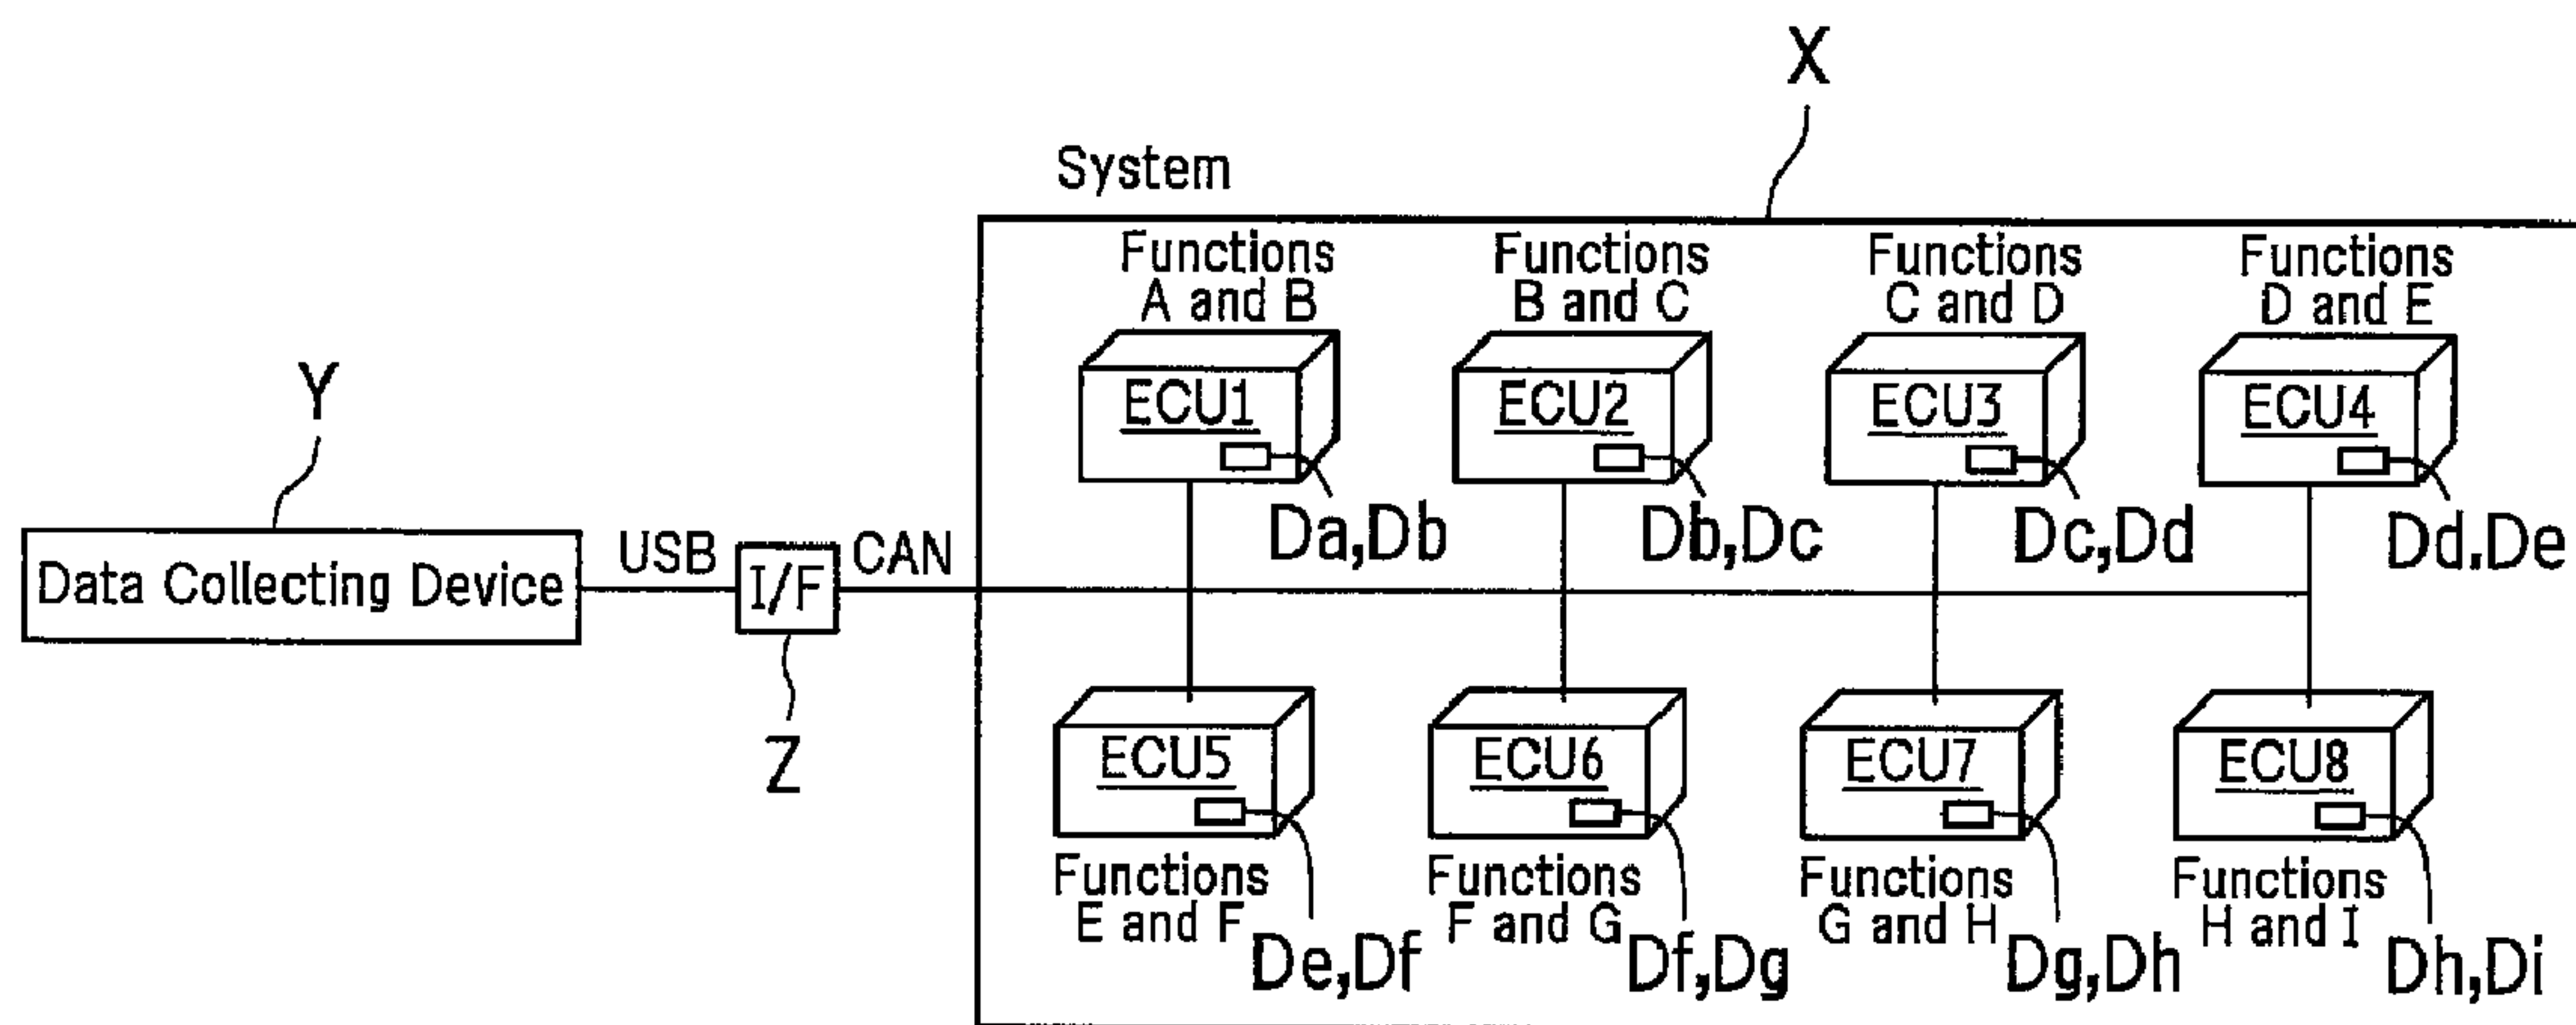 X
System
Functions
A and B
Functions
B and C
Functions
C and D
Functions
D and E
ECU1
ECU2
ECU3
ECU4
Da,Db
Db,Dc
Dc,Dd
Dd.De
Y
Data Collecting Device
USB
I/F
CAN
Z
ECU5
ECU6
ECU7
ECU8
Functions
E and F
Functions
F and G
Functions
G and H
Functions
H and I
De,Df
Df,Dg
Dg,Dh
Dh,Di